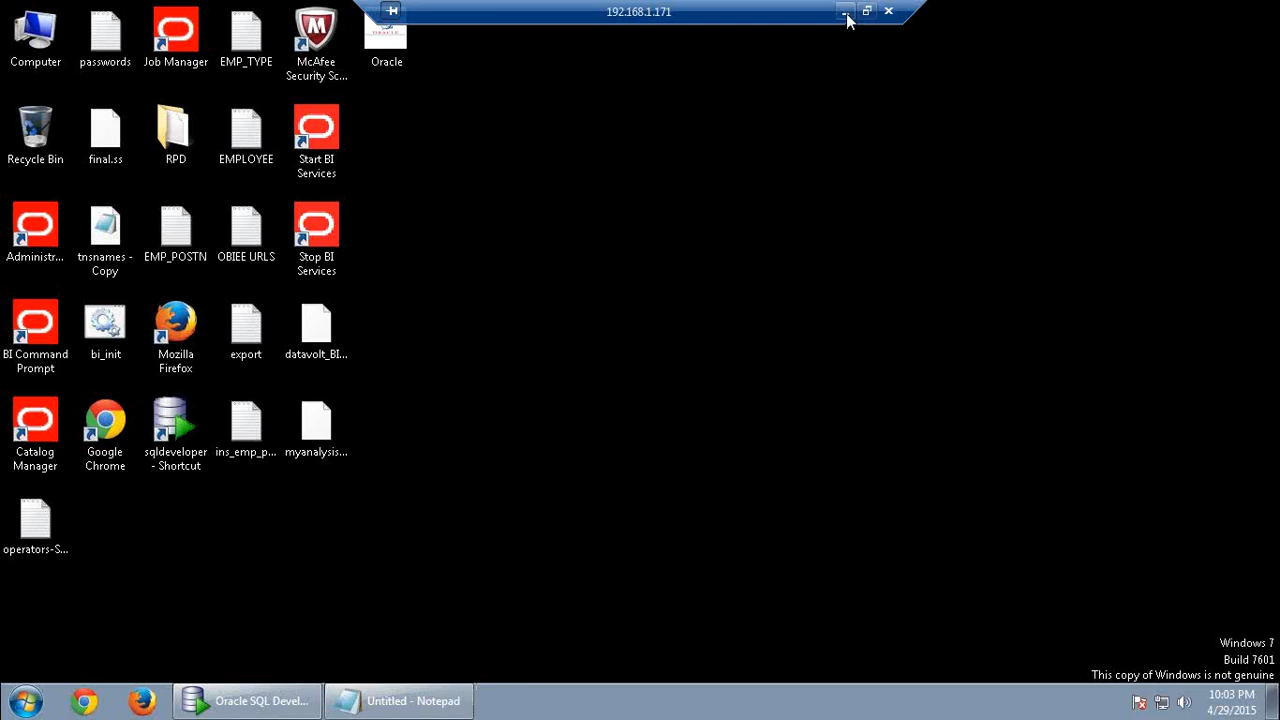 192.168.1.171
Computer
passwords
Job Manager
EMP_TYPE
McAfee
Security Sc...
ORACLE
Oracle
Recycle Bin
final.ss
RPD
EMPLOYEE
Start BI
Services
Administr...
tnsnames -
Copy
EMP_POSTN
OBIEE URLS
Stop BI
Services
BI Command
Prompt
bi_init
Mozilla
Firefox
export
datavolt_BI...
Catalog
Manager
Google
Chrome
sqldeveloper
- Shortcut
ins_emp_p...
myanalysis...
operators-S...
Windows 7
Build 7601
This copy of Windows is not genuine
Oracle SQL Devel...
Untitled - Notepad
10:03 PM
4/29/2015